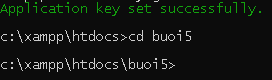 Application key set successfully.
c:\xampp\htdocs>cd buoi5
c:\xampp\htdocs\buoi5>